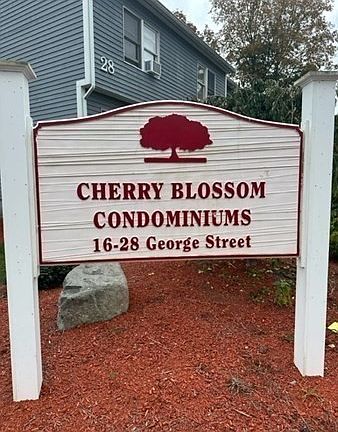 28
CHERRY BLOSSOM
CONDOMINIUMS
16-28 George Street